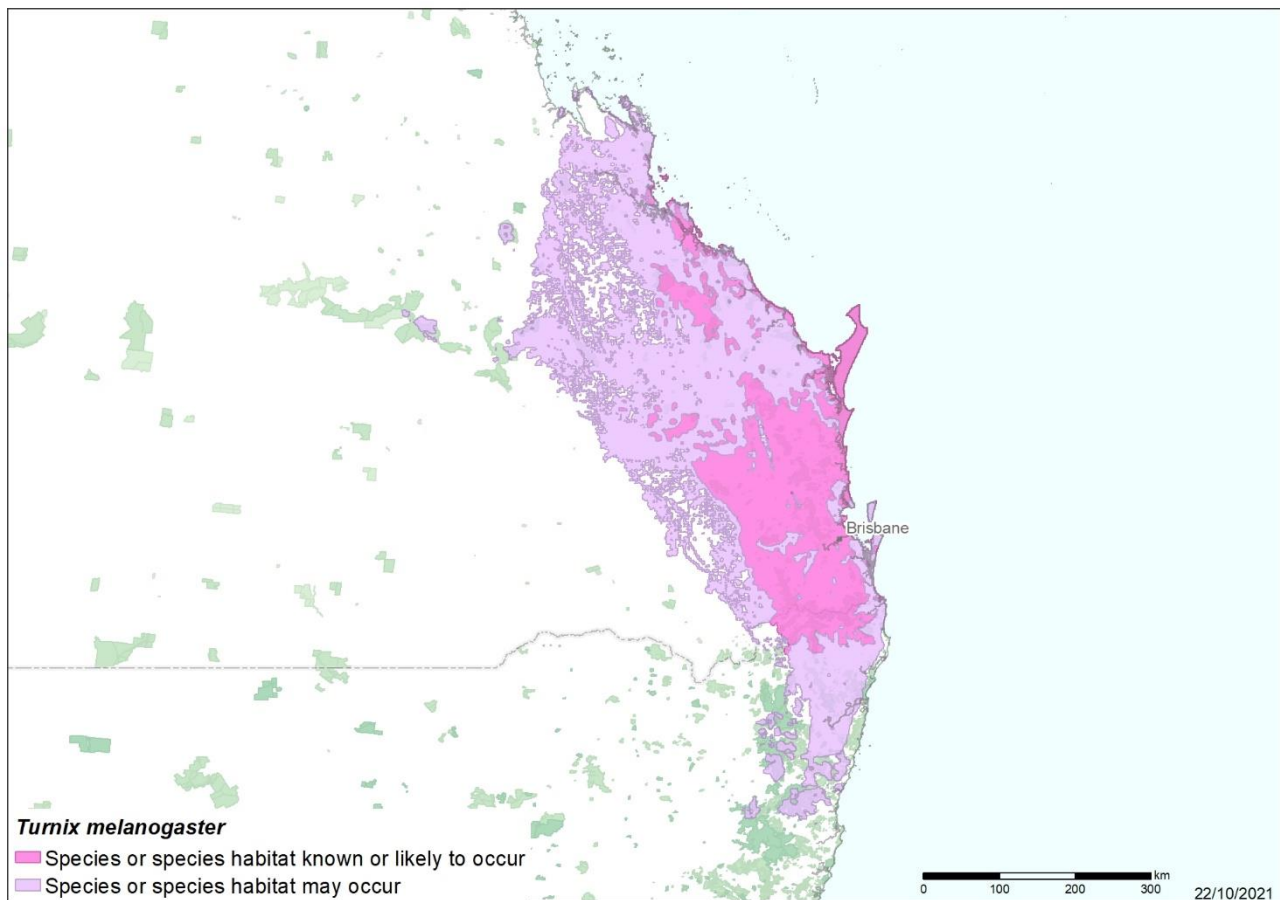 Brisbane
Turnix melanogaster
Species or species habitat known or likely to occur
Species or species habitat may occur
km
0 100 200 300
22/10/2021